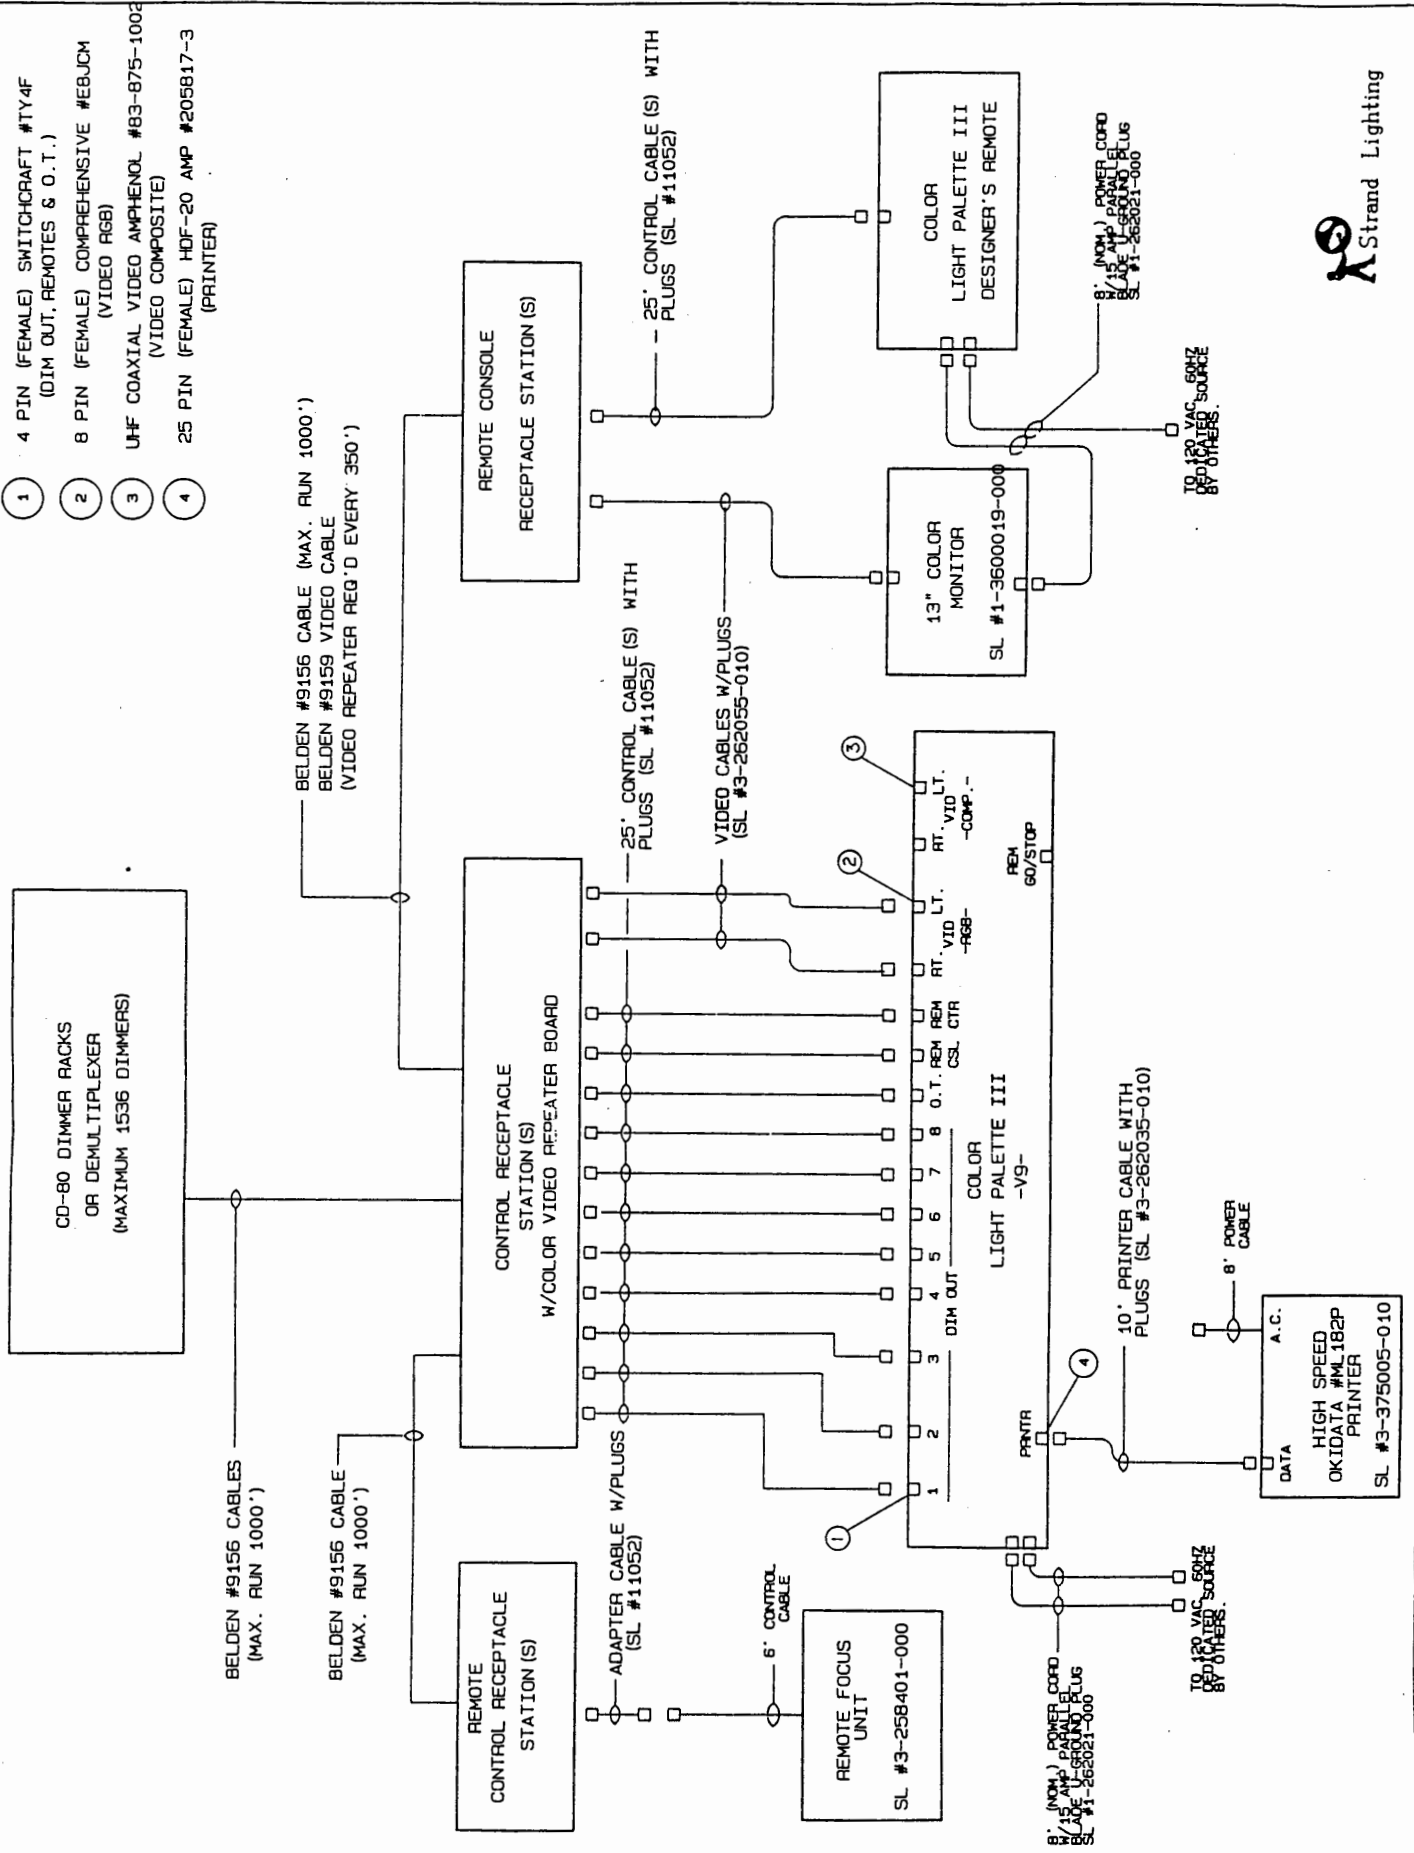 1 4 PIN (FEMALE) SWITCHCRAFT #TY4F
(DIM OUT, REMOTES & O.T.)
2 8 PIN (FEMALE) COMPREHENSIVE #E8JCM
(VIDEO RGB)
3 UHF COAXIAL VIDEO AMPHENOL #83-875-1002
(VIDEO COMPOSITE)
4 25 PIN (FEMALE) HDF-20 AMP #205817-3
(PRINTER)
CD-80 DIMMER RACKS
OR DEMULTIPLEXER
(MAXIMUM 1536 DIMMERS)
BELDEN #9156 CABLES
(MAX. RUN 1000')
BELDEN #9156 CABLE
(MAX. RUN 1000')
BELDEN #9156 CABLE (MAX. RUN 1000')
BELDEN #9159 VIDEO CABLE
(VIDEO REPEATER REQ'D EVERY 350')
REMOTE
CONTROL RECEPTACLE
STATION(S)
CONTROL RECEPTACLE
STATION(S)
W/COLOR VIDEO REPEATER BOARD
REMOTE CONSOLE
RECEPTACLE STATION(S)
ADAPTER CABLE W/PLUGS
(SL #11052)
25' CONTROL CABLE(S) WITH
PLUGS (SL #11052)
VIDEO CABLES W/PLUGS
(SL #3-262055-010)
25' CONTROL CABLE(S) WITH
PLUGS (SL #11052)
6' CONTROL
CABLE
REMOTE FOCUS
UNIT
SL #3-258401-000
1
2
3
1 2 3 4 5 6 7 8 O.T. REM CSL REM CTR RT. LT. RT. LT.
DIM OUT
VID
-RGB-
VID
-COMP.-
COLOR
LIGHT PALETTE III
-V9-
PRNTR
REM
GO/STOP
4
13" COLOR
MONITOR
SL #1-3600019-000
COLOR
LIGHT PALETTE III
DESIGNER'S REMOTE
8' (NOM.) POWER CORD
W/15 AMP PARALLEL
BLADE U-GROUND PLUG
SL #1-262021-000
TO 120 VAC, 60HZ
DEDICATED SOURCE
BY OTHERS.
8' (NOM.) POWER CORD
W/15 AMP PARALLEL
BLADE U-GROUND PLUG
SL #1-262021-000
TO 120 VAC, 60HZ
DEDICATED SOURCE
BY OTHERS.
10' PRINTER CABLE WITH
PLUGS (SL #3-262035-010)
8' POWER
CABLE
DATA
A.C.
HIGH SPEED
OKIDATA #ML182P
PRINTER
SL #3-375005-010
Strand Lighting